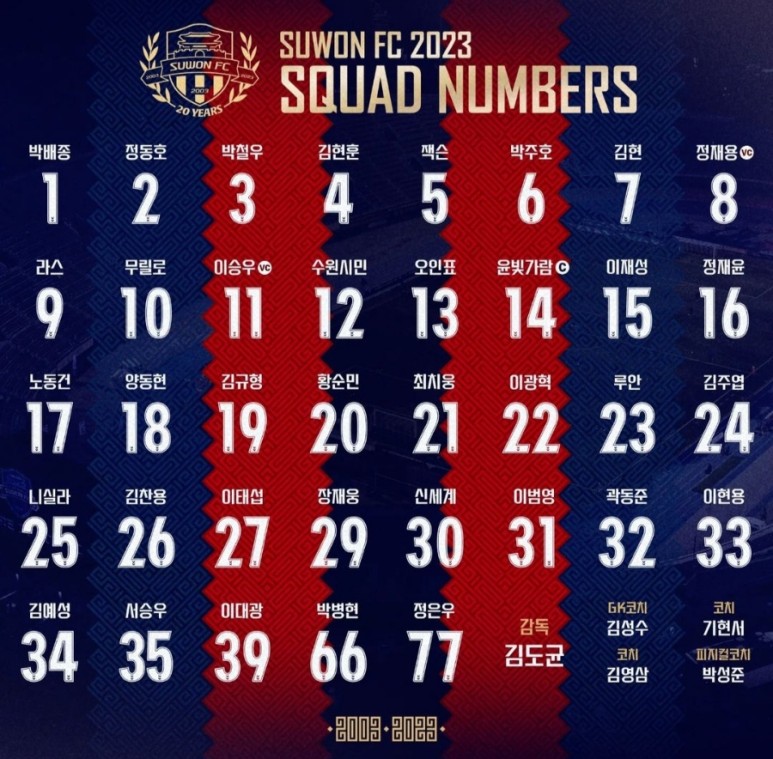 SUWON FC
2003
20 YEARS
SUWON FC 2023
SQUAD NUMBERS
박배종 정동호 박철우 김현훈 잭슨 박주호 김현 정재용 VC
1 2 3 4 5 6 7 8
라스 무릴로 이승우 VC 수원시민 오인표 윤빛가람 C 이재성 정재윤
9 10 11 12 13 14 15 16
노동건 양동현 김규형 황순민 최치웅 이광혁 루안 김주엽
17 18 19 20 21 22 23 24
니실라 김찬용 이태섭 장재웅 신세계 이범영 곽동준 이현용
25 26 27 29 30 31 32 33
김예성 서승우 이대광 박병현 정은우
34 35 39 66 77
감독
김도균
GK코치
김성수
코치
김영삼
코치
기현서
피지컬코치
박성준
·2003·2023·